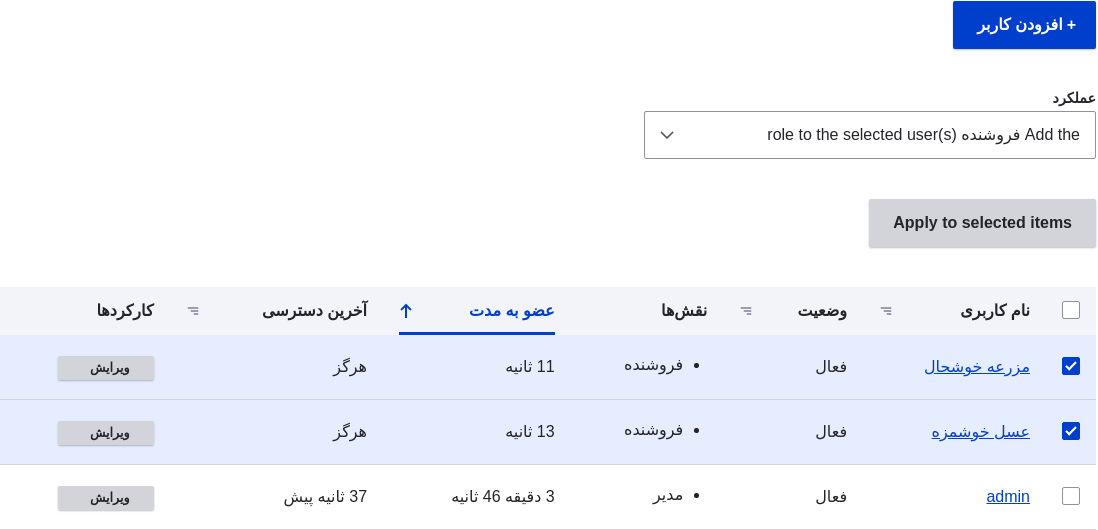 + افزودن کاربر
عملکرد
Add the فروشنده role to the selected user(s)
Apply to selected items
نام کاربری وضعیت نقش‌ها عضو به مدت آخرین دسترسی کارکردها
مزرعه خوشحال فعال • فروشنده 11 ثانیه هرگز ویرایش
عسل خوشمزه فعال • فروشنده 13 ثانیه هرگز ویرایش
admin فعال • مدیر 3 دقیقه 46 ثانیه 37 ثانیه پیش ویرایش